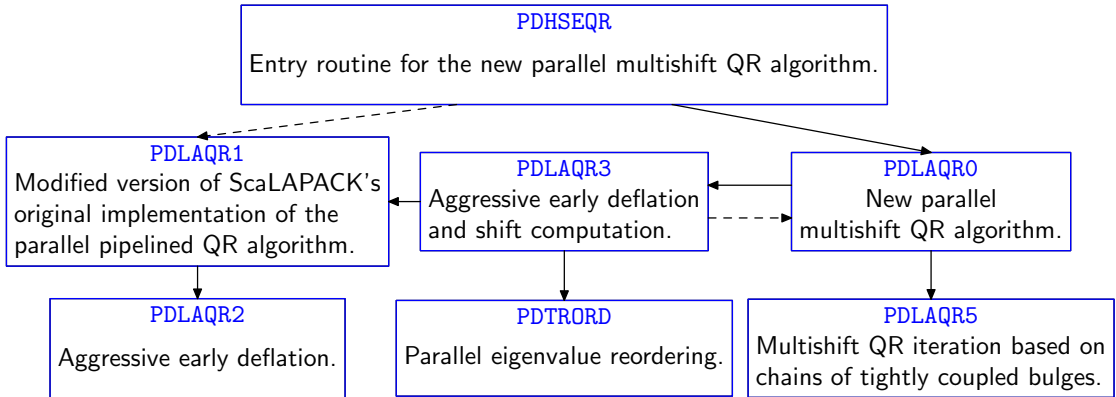 PDHSEQR
Entry routine for the new parallel multishift QR algorithm.
PDLAQR1
Modified version of ScaLAPACK's
original implementation of the
parallel pipelined QR algorithm.
PDLAQR3
Aggressive early deflation
and shift computation.
PDLAQR0
New parallel
multishift QR algorithm.
PDLAQR2
Aggressive early deflation.
PDTRORD
Parallel eigenvalue reordering.
PDLAQR5
Multishift QR iteration based on
chains of tightly coupled bulges.